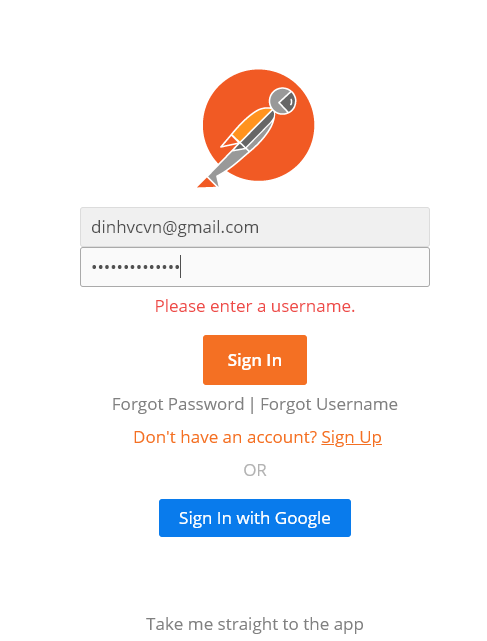 dinhvcvn@gmail.com
••••••••••••••
Please enter a username.
Sign In
Forgot Password | Forgot Username
Don't have an account? Sign Up
OR
Sign In with Google
Take me straight to the app